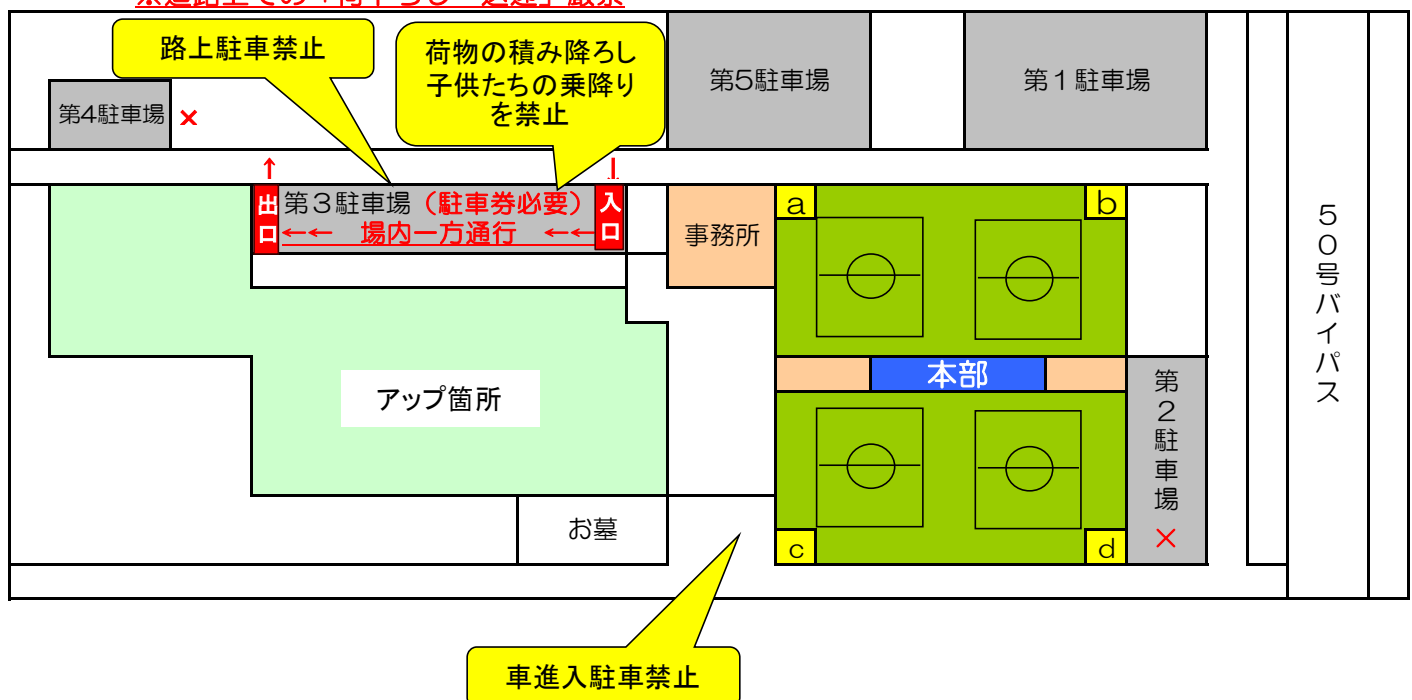 路上駐車禁止
荷物の積み降ろし
子供たちの乗降り
を禁止
第5駐車場
第１駐車場
第4駐車場 ×
↑
↓
出口
第３駐車場（駐車券必要）
←← 場内一方通行 ←←
入口
事務所
a
b
５０号バイパス
本部
アップ箇所
第２駐車場 ×
お墓
c
d
車進入駐車禁止